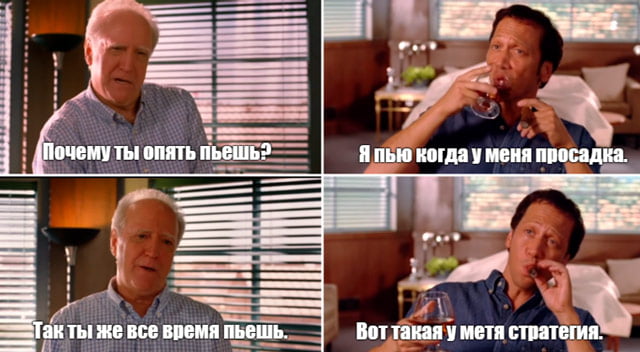 Почему ты опять пьешь?
Я пью когда у меня просадка.
Так ты же все время пьешь.
Вот такая у метя стратегия.